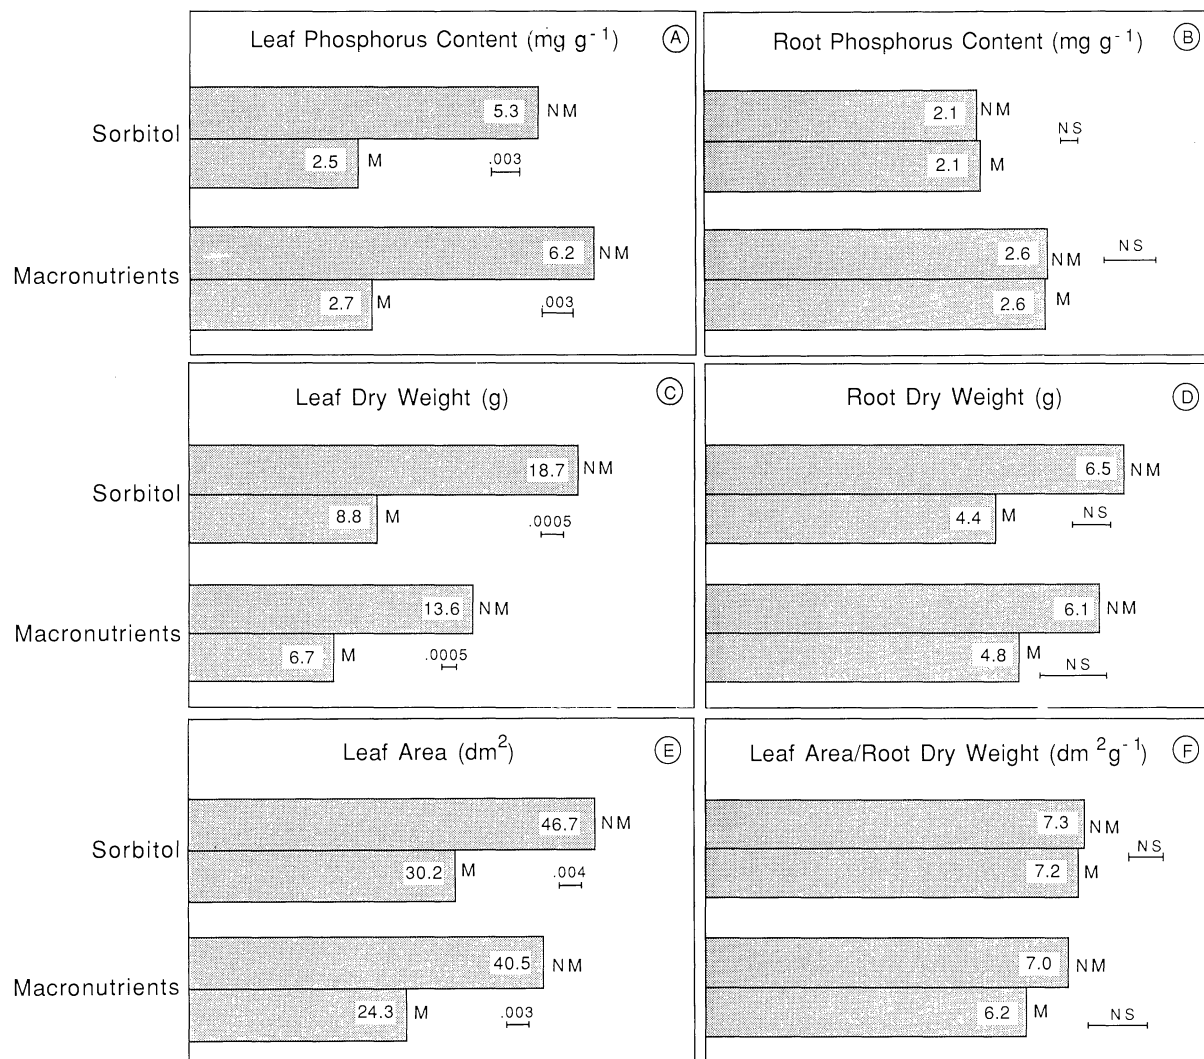 Leaf Phosphorus Content (mg g⁻¹) A
Sorbitol
5.3 NM
2.5 M .003
Macronutrients
6.2 NM
2.7 M .003
Root Phosphorus Content (mg g⁻¹) B
2.1 NM NS
2.1 M
2.6 NM NS
2.6 M
Leaf Dry Weight (g) C
Sorbitol
18.7 NM
8.8 M .0005
Macronutrients
13.6 NM
6.7 M .0005
Root Dry Weight (g) D
6.5 NM
4.4 M NS
6.1 NM
4.8 M NS
Leaf Area (dm²) E
Sorbitol
46.7 NM
30.2 M .004
Macronutrients
40.5 NM
24.3 M .003
Leaf Area/Root Dry Weight (dm²g⁻¹) F
7.3 NM NS
7.2 M
7.0 NM
6.2 M NS